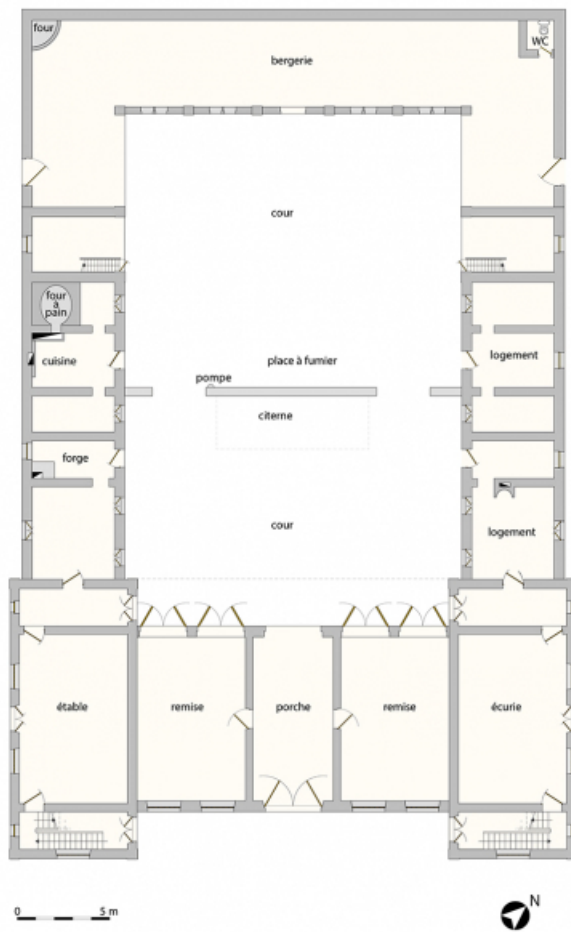 four
WC
bergerie
cour
four
à
pain
cuisine
place à fumier
logement
pompe
citerne
forge
cour
logement
étable
remise
porche
remise
écurie
0 5 m
N